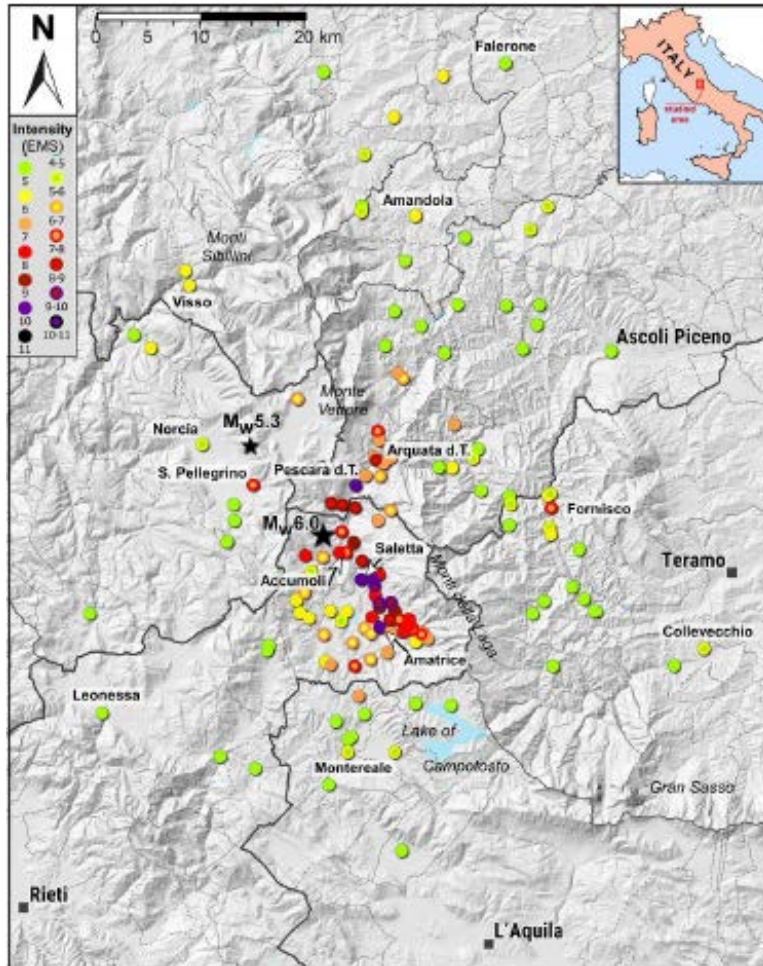 N
0 5 10 20 km
Falerone
ITALY
studied
area
Intensity
(EMS)
4-5
5
5-6
6
6-7
7
7-8
8
8-9
9
9-10
10
10-11
11
Amandola
Monti
Sibillini
Visso
Ascoli Piceno
Monte
Vettore
Norcia
Mw5.3
Arquata d.T.
S. Pellegrino
Pescara d.T.
Fornisco
Mw6.0
Saletta
Accumoli
Monti della Laga
Teramo
Collevecchio
Amatrice
Leonessa
Lake of
Campotosto
Montereale
Gran Sasso
Rieti
L'Aquila